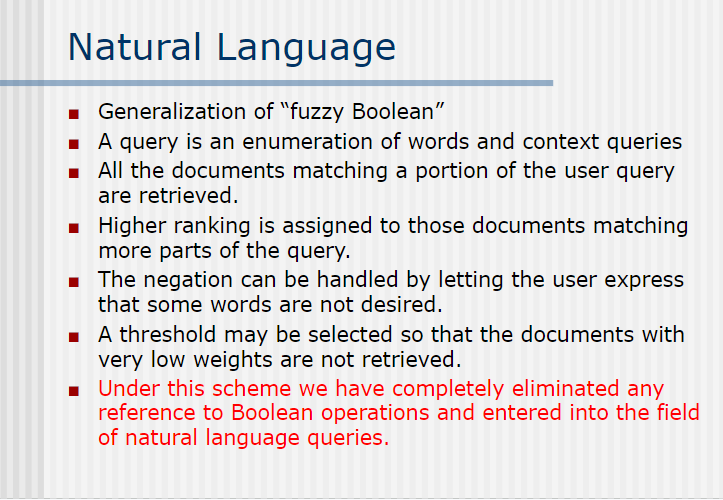 Natural Language
Generalization of “fuzzy Boolean”
A query is an enumeration of words and context queries
All the documents matching a portion of the user query
are retrieved.
Higher ranking is assigned to those documents matching
more parts of the query.
The negation can be handled by letting the user express
that some words are not desired.
A threshold may be selected so that the documents with
very low weights are not retrieved.
Under this scheme we have completely eliminated any
reference to Boolean operations and entered into the field
of natural language queries.